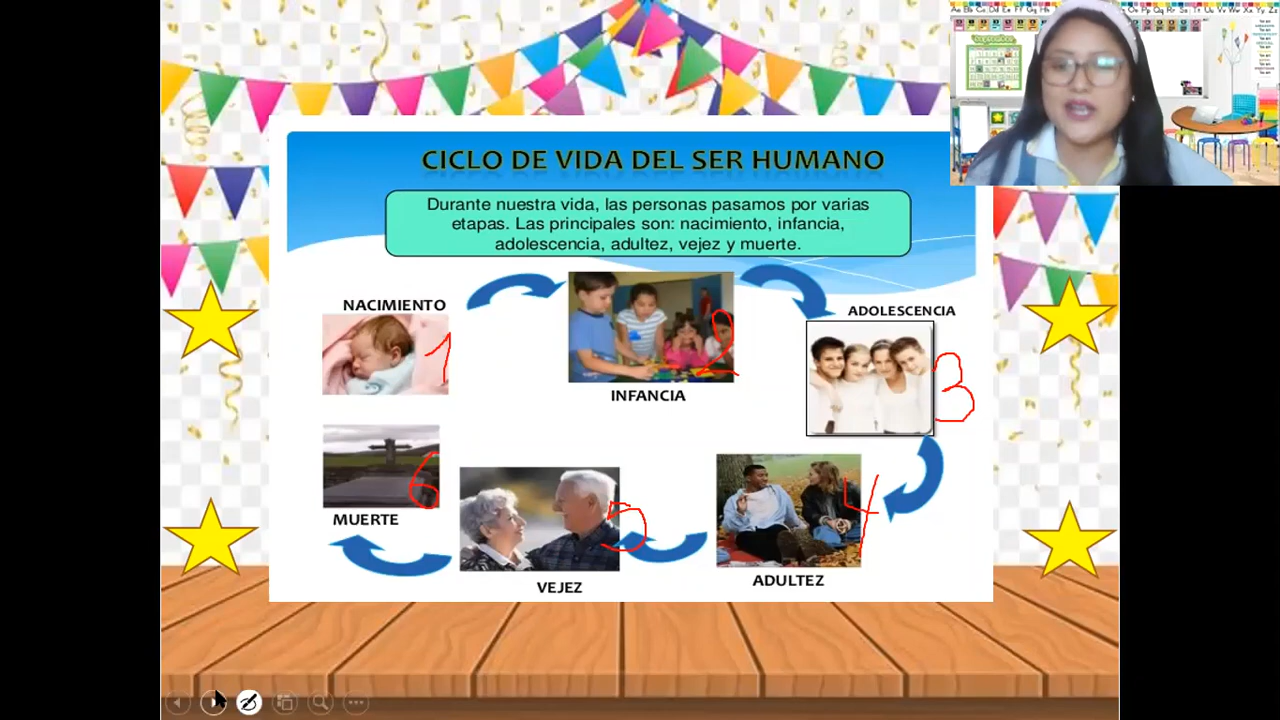 CICLO DE VIDA DEL SER HUMANO
Durante nuestra vida, las personas pasamos por varias
etapas. Las principales son: nacimiento, infancia,
adolescencia, adultez, vejez y muerte.
NACIMIENTO
1
2
INFANCIA
ADOLESCENCIA
3
4
ADULTEZ
5
VEJEZ
6
MUERTE